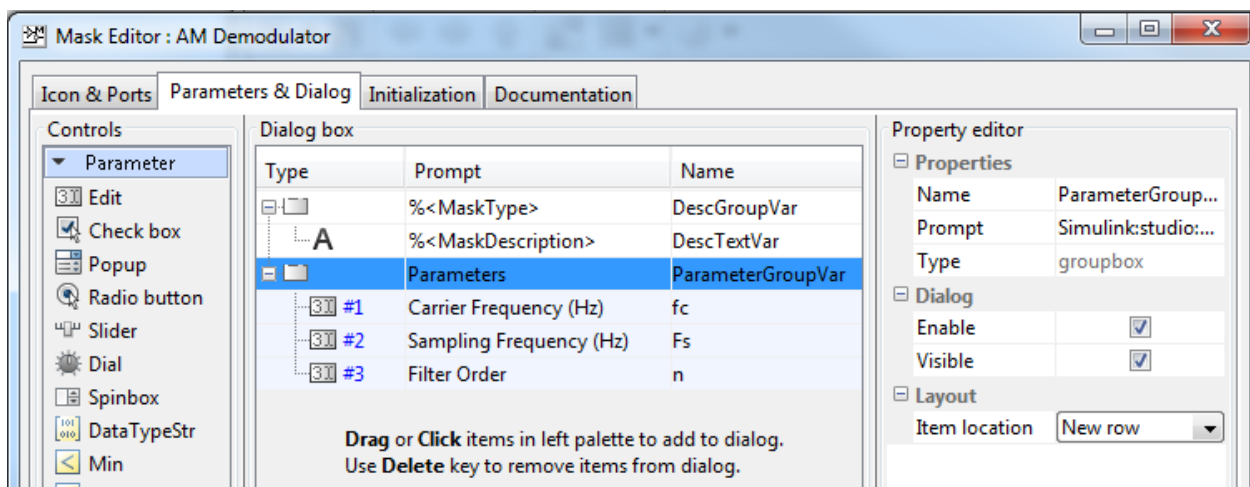 Mask Editor : AM Demodulator
Icon & Ports Parameters & Dialog Initialization Documentation
Controls
Parameter
Edit
Check box
Popup
Radio button
Slider
Dial
Spinbox
DataTypeStr
Min
Dialog box
Type Prompt Name
%<MaskType> DescGroupVar
A %<MaskDescription> DescTextVar
Parameters ParameterGroupVar
#1 Carrier Frequency (Hz) fc
#2 Sampling Frequency (Hz) Fs
#3 Filter Order n
Drag or Click items in left palette to add to dialog.
Use Delete key to remove items from dialog.
Property editor
Properties
Name ParameterGroup...
Prompt Simulink:studio:...
Type groupbox
Dialog
Enable
Visible
Layout
Item location New row